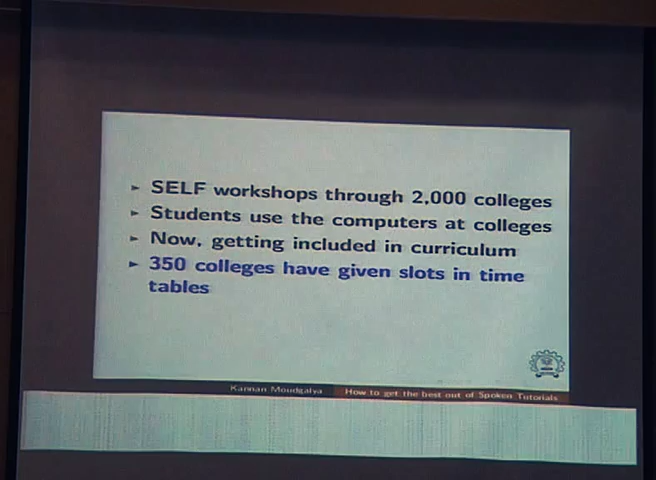 SELF workshops through 2,000 colleges
Students use the computers at colleges
Now, getting included in curriculum
350 colleges have given slots in time
tables
Kannan Moudgalya How to get the best out of Spoken Tutorials